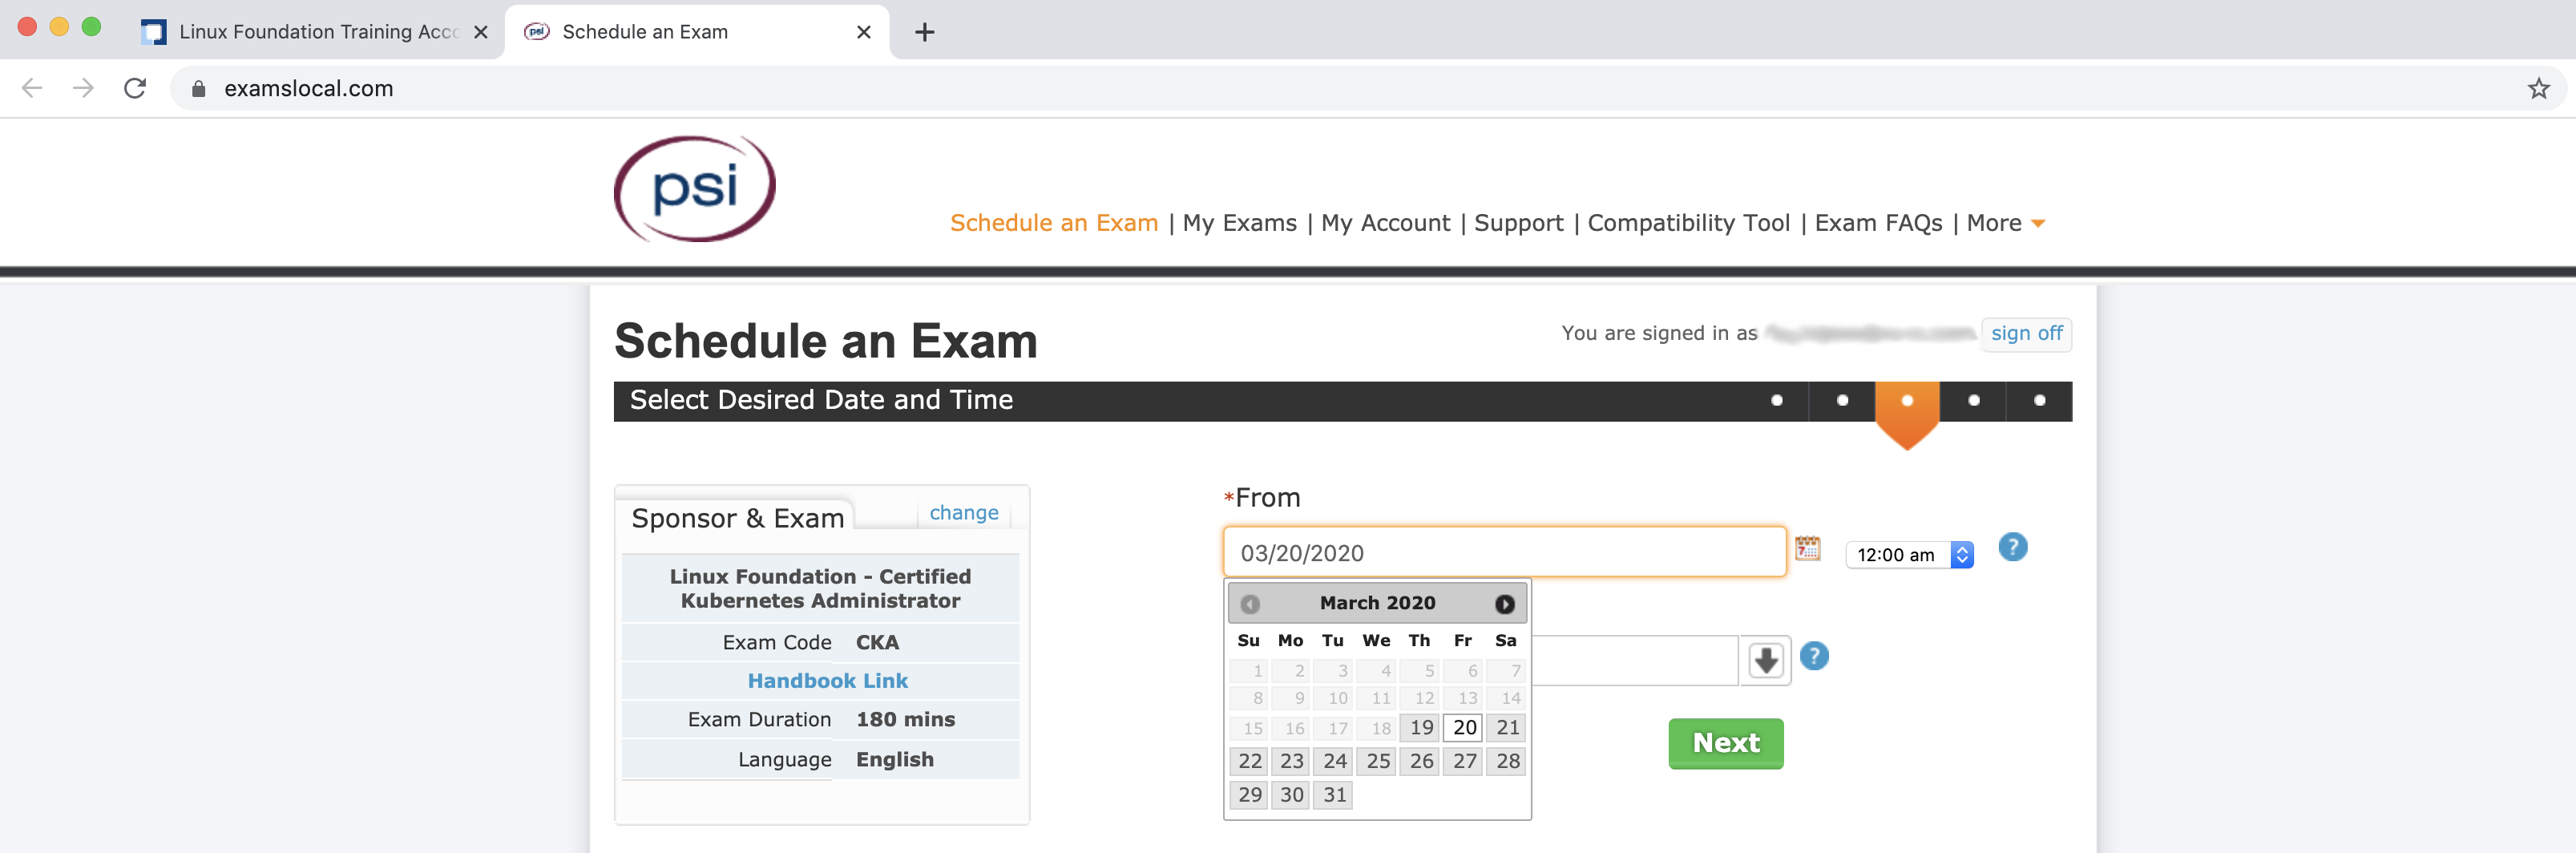 Linux Foundation Training Acco
psi Schedule an Exam
examslocal.com
psi
Schedule an Exam | My Exams | My Account | Support | Compatibility Tool | Exam FAQs | More
Schedule an Exam
You are signed in as
sign off
Select Desired Date and Time
Sponsor & Exam
change
Linux Foundation - Certified
Kubernetes Administrator
Exam Code CKA
Handbook Link
Exam Duration 180 mins
Language English
*From
03/20/2020
7
12:00 am
?
March 2020
Su Mo Tu We Th Fr Sa
1 2 3 4 5 6 7
8 9 10 11 12 13 14
15 16 17 18 19 20 21
22 23 24 25 26 27 28
29 30 31
?
Next